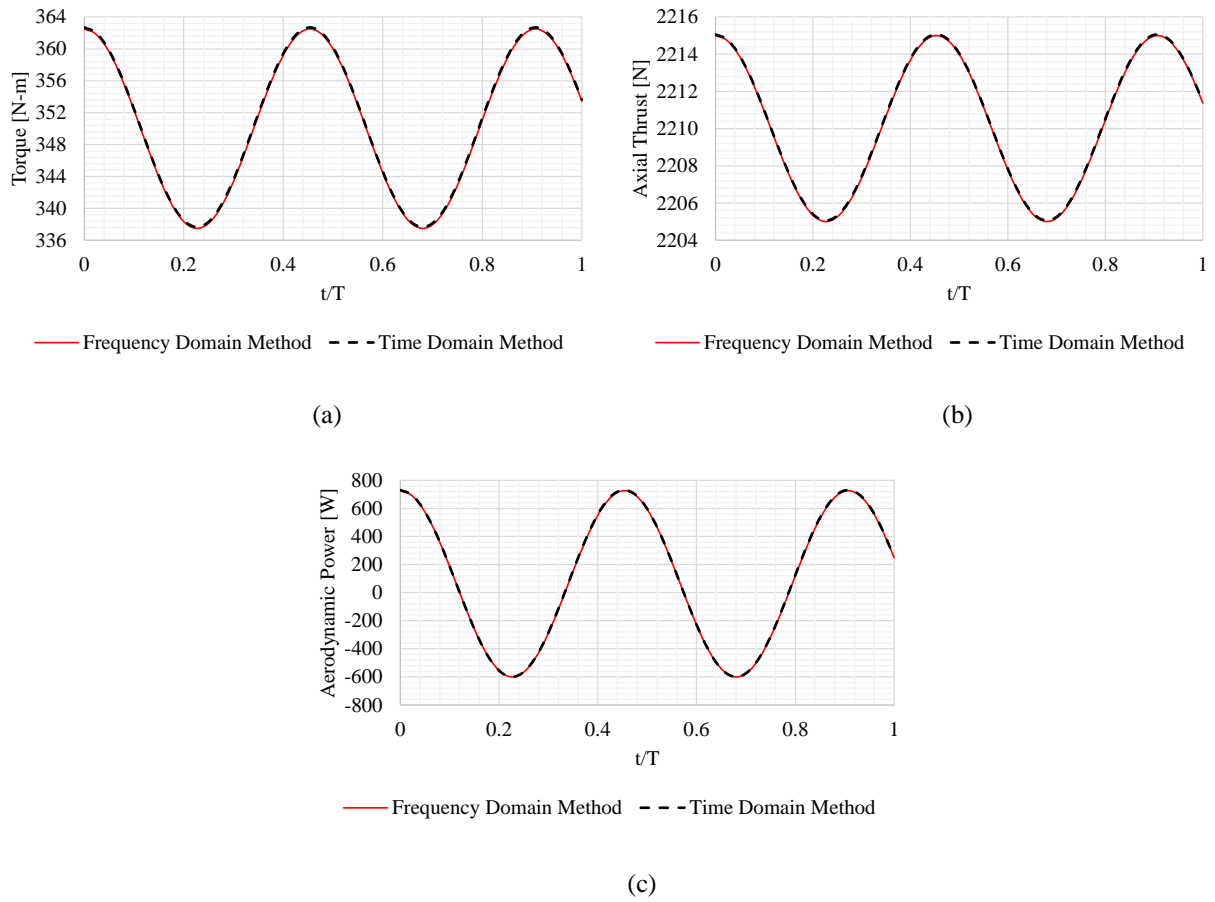 Torque [N-m]
364
360
356
352
348
344
340
336
0 0.2 0.4 0.6 0.8 1
t/T
Frequency Domain Method Time Domain Method
(a)
Axial Thrust [N]
2216
2214
2212
2210
2208
2206
2204
0 0.2 0.4 0.6 0.8 1
t/T
Frequency Domain Method Time Domain Method
(b)
Aerodynamic Power [W]
800
600
400
200
0
-200
-400
-600
-800
0 0.2 0.4 0.6 0.8 1
t/T
Frequency Domain Method Time Domain Method
(c)